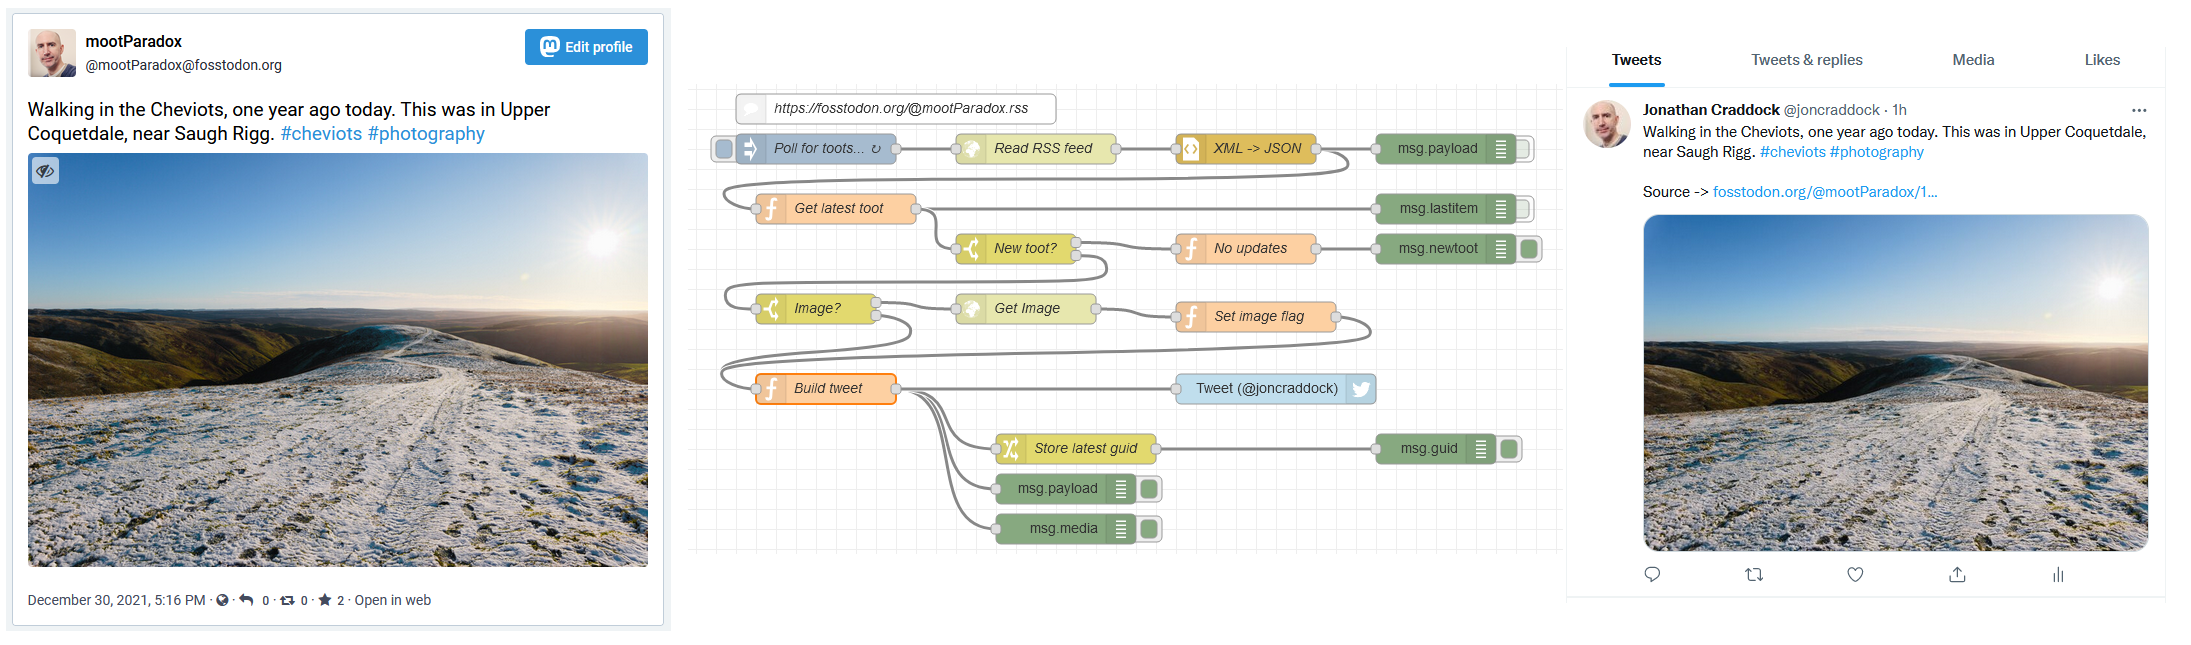 mootParadox
@mootParadox@fosstodon.org
Edit profile
Walking in the Cheviots, one year ago today. This was in Upper
Coquetdale, near Saugh Rigg. #cheviots #photography
December 30, 2021, 5:16 PM · · 0 · 0 · 2 · Open in web
https://fosstodon.org/@mootParadox.rss
Poll for toots... ↻
Read RSS feed
XML -> JSON
msg.payload
Get latest toot
msg.lastitem
New toot?
No updates
msg.newtoot
Image?
Get Image
Set image flag
Build tweet
Tweet (@joncraddock)
Store latest guid
msg.guid
msg.payload
msg.media
Tweets
Tweets & replies
Media
Likes
Jonathan Craddock @joncraddock · 1h
Walking in the Cheviots, one year ago today. This was in Upper Coquetdale,
near Saugh Rigg. #cheviots #photography
Source -> fosstodon.org/@mootParadox/1...